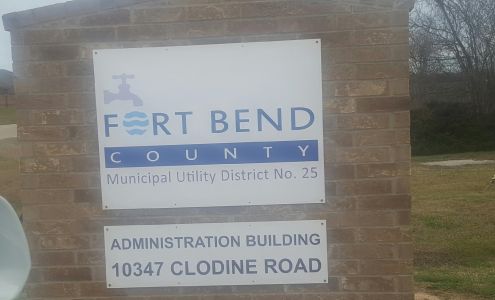 FORT BEND
COUNTY
Municipal Utility District No. 25
ADMINISTRATION BUILDING
10347 CLODINE ROAD